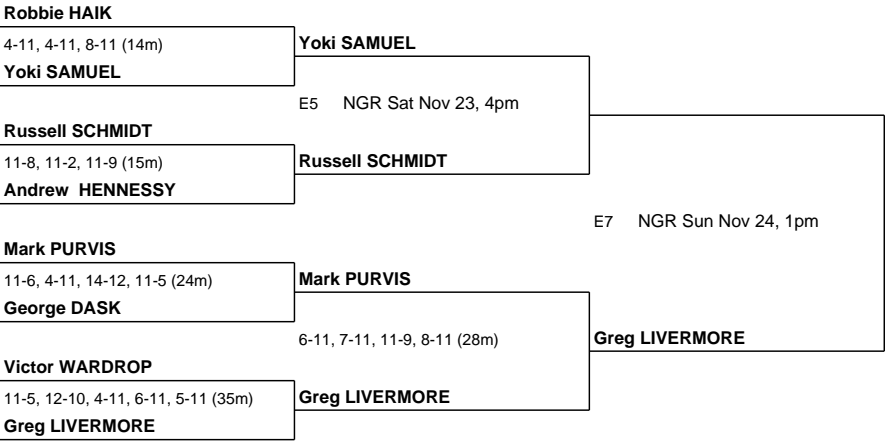 Robbie HAIK
4-11, 4-11, 8-11 (14m)
Yoki SAMUEL
Yoki SAMUEL
E5 NGR Sat Nov 23, 4pm
Russell SCHMIDT
11-8, 11-2, 11-9 (15m)
Russell SCHMIDT
Andrew HENNESSY
E7 NGR Sun Nov 24, 1pm
Mark PURVIS
11-6, 4-11, 14-12, 11-5 (24m)
Mark PURVIS
George DASK
6-11, 7-11, 11-9, 8-11 (28m)
Greg LIVERMORE
Victor WARDROP
11-5, 12-10, 4-11, 6-11, 5-11 (35m)
Greg LIVERMORE
Greg LIVERMORE